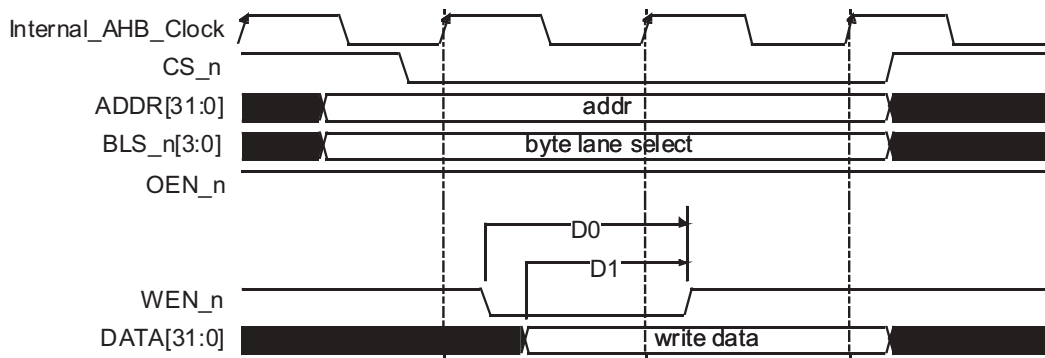 Internal_AHB_Clock
CS_n
ADDR[31:0] addr
BLS_n[3:0] byte lane select
OEN_n
D0
D1
WEN_n
DATA[31:0] write data